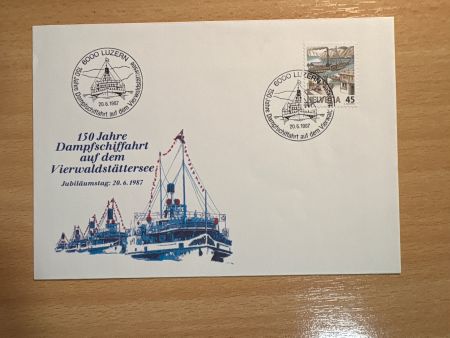 6000 LUZERN
150 Jahre Dampfschiffahrt auf dem Vierwaldstättersee
20.6.1987
6000 LUZERN
150 Jahre Dampfschiffahrt auf dem Vierwaldstättersee
20.6.1987
HELVETIA 45
150 Jahre
Dampfschiffahrt
auf dem
Vierwaldstättersee
Jubiläumstag: 20.6.1987